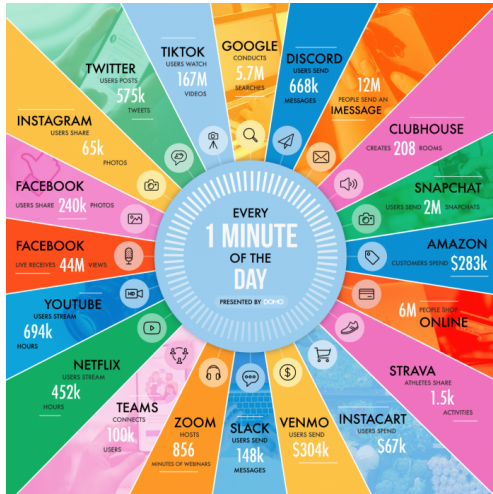 EVERY
1 MINUTE
OF THE
DAY
PRESENTED BY DOMO
GOOGLE
CONDUCTS
5.7M
SEARCHES
DISCORD
USERS SEND
668k
MESSAGES
12M
PEOPLE SEND AN
IMESSAGE
CLUBHOUSE
CREATES 208 ROOMS
SNAPCHAT
USERS SEND 2M SNAPCHATS
AMAZON
CUSTOMERS SPEND $283k
6M PEOPLE SHOP
ONLINE
STRAVA
ATHLETES SHARE
1.5k
ACTIVITIES
INSTACART
USERS SPEND
$67k
VENMO
USERS SEND
$304k
SLACK
USERS SEND
148k
MESSAGES
ZOOM
HOSTS
856
MINUTES OF WEBINARS
TEAMS
CONNECTS
100k
USERS
NETFLIX
USERS STREAM
452k
HOURS
YOUTUBE
USERS STREAM
694k
HOURS
HD
FACEBOOK
LIVE RECEIVES 44M VIEWS
FACEBOOK
USERS SHARE 240k PHOTOS
INSTAGRAM
USERS SHARE
65k
PHOTOS
TWITTER
USERS POSTS
575k
TWEETS
TIKTOK
USERS WATCH
167M
VIDEOS